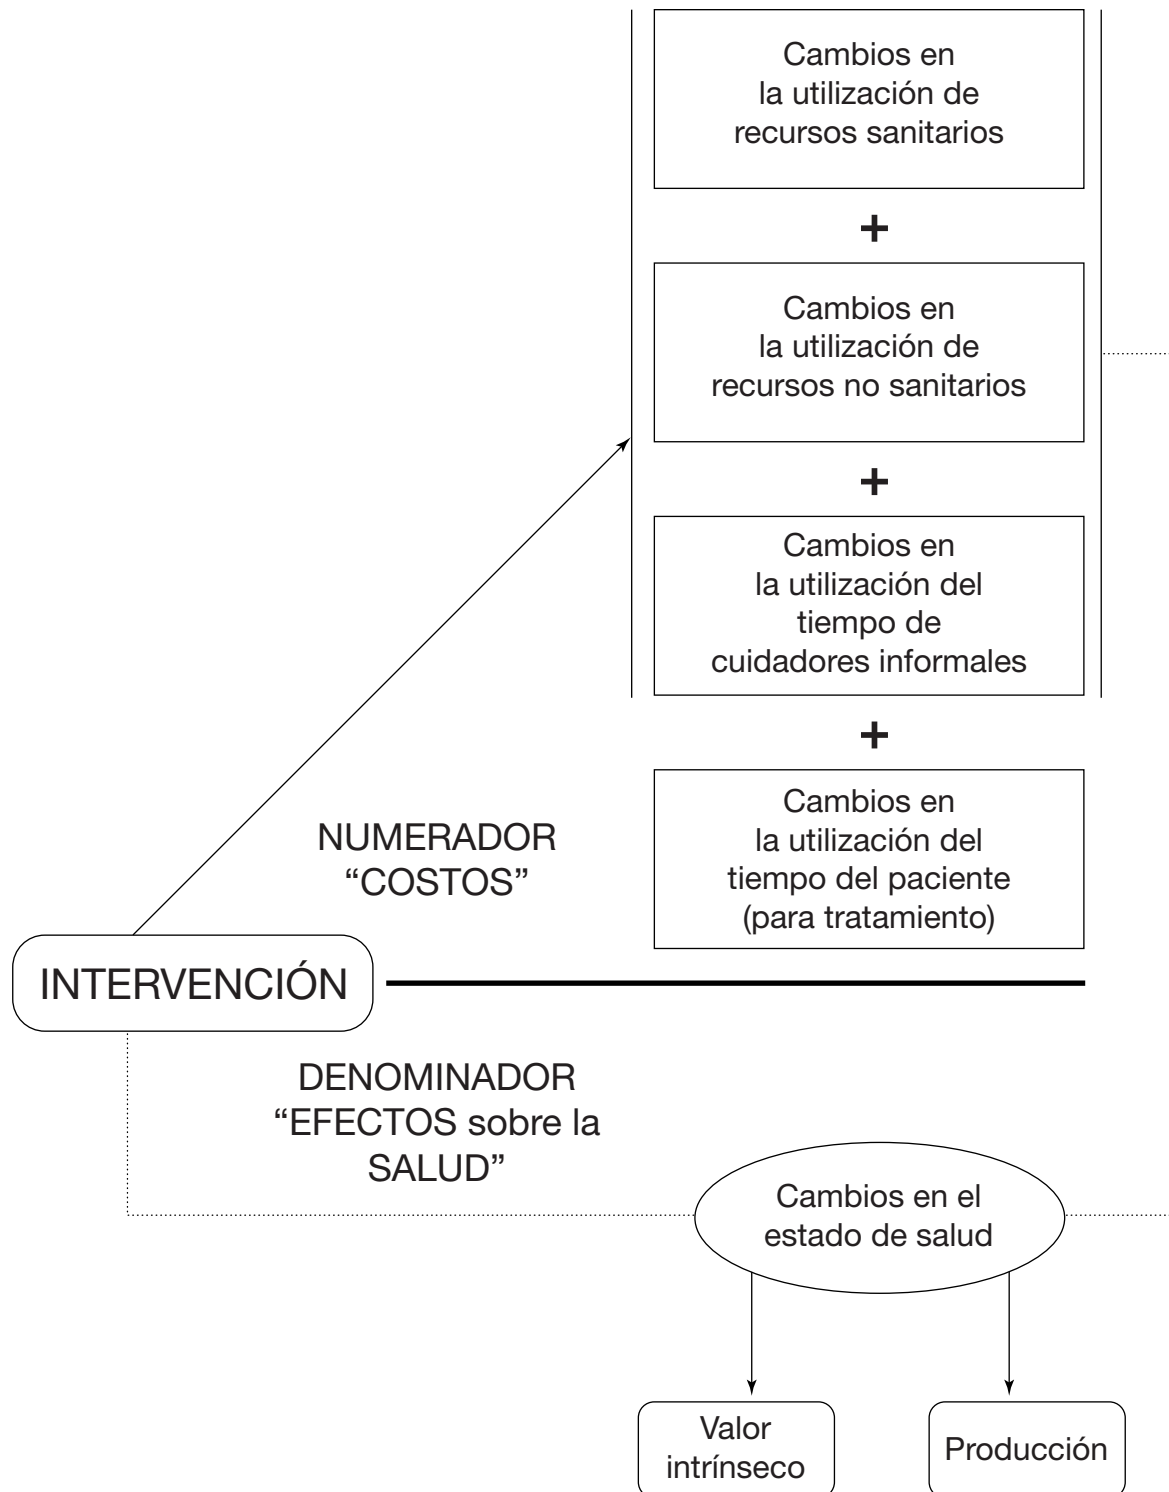 Cambios en
la utilización de
recursos sanitarios
+
Cambios en
la utilización de
recursos no sanitarios
+
Cambios en
la utilización del
tiempo de
cuidadores informales
+
Cambios en
la utilización del
tiempo del paciente
(para tratamiento)
NUMERADOR
“COSTOS”
INTERVENCIÓN
DENOMINADOR
“EFECTOS sobre la
SALUD”
Cambios en el
estado de salud
Valor
intrínseco
Producción